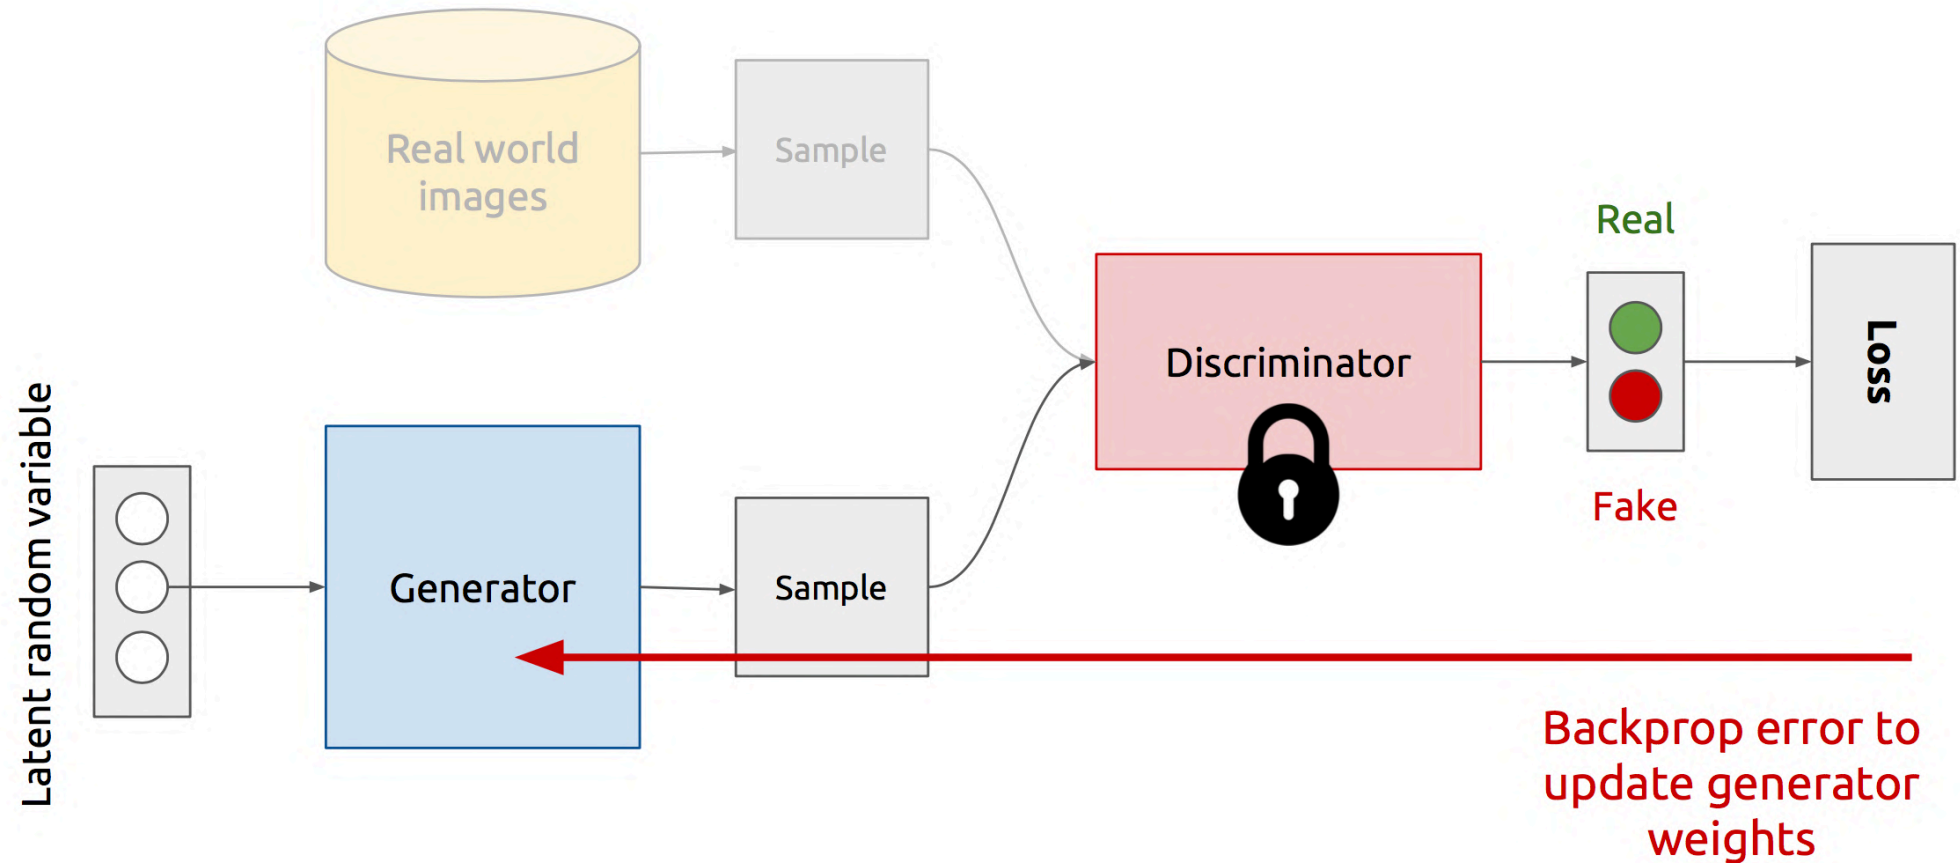 Real world
images
Sample
Real
Discriminator
Loss
Fake
Latent random variable
Generator
Sample
Backprop error to
update generator
weights